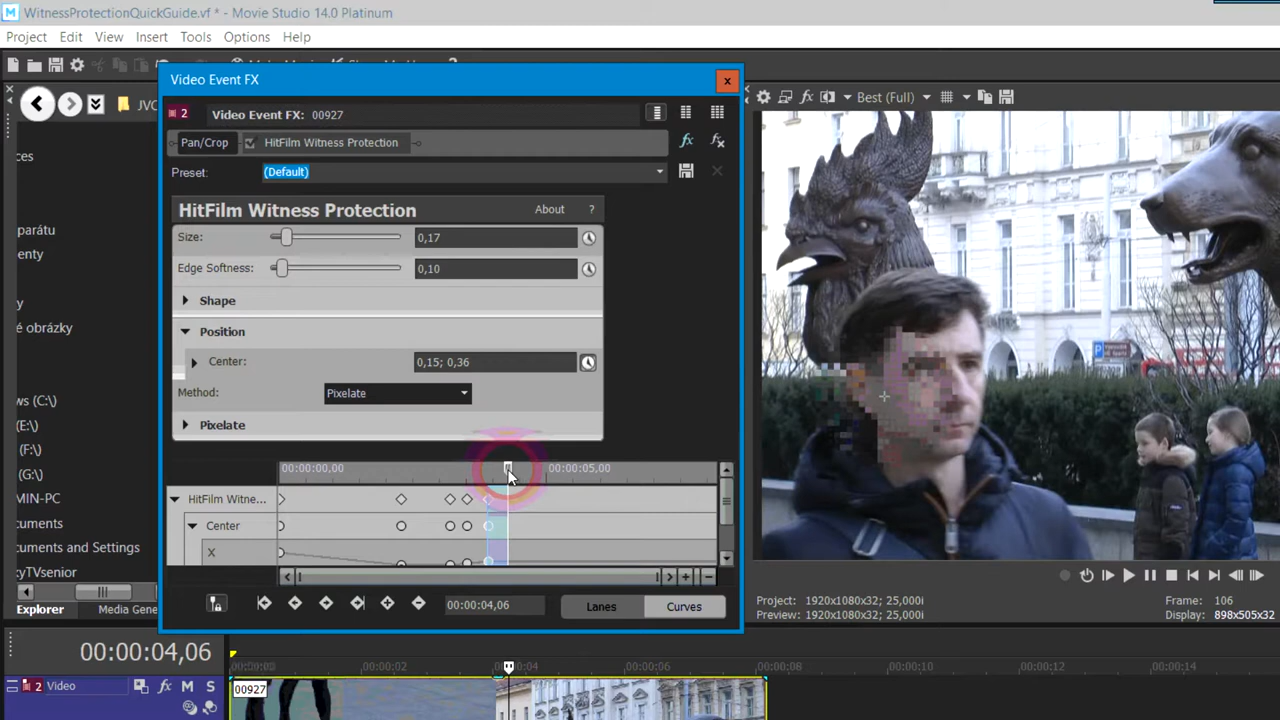 WitnessProtectionQuickGuide.vf * - Movie Studio 14.0 Platinum
Project Edit View Insert Tools Options Help
Video Event FX
x
JVC
2 Video Event FX: 00927
Best (Full)
Pan/Crop HitFilm Witness Protection
fx
Preset: (Default)
HitFilm Witness Protection About ?
Size: 0,17
Edge Softness: 0,10
Shape
Position
Center: 0,15; 0,36
Method: Pixelate
Pixelate
ces
parátu
enty
é obrázky
ws (C:\)
(E:\)
(F:\)
(G:\)
MIN-PC
cuments
cuments and Settings
kyTVsenior
Explorer Media Gene
00:00:00,00 00:00:05,00
HitFilm Witne...
Center
X
00:00:04,06 Lanes Curves
Project: 1920x1080x32; 25,000i Frame: 106
Preview: 1920x1080x32; 25,000i Display: 898x505x32
00:00:04,06
00:00:00 00:00:02 00:00:04 00:00:06 00:00:08 00:00:10 00:00:12 00:00:14
2 Video fx M S
00927